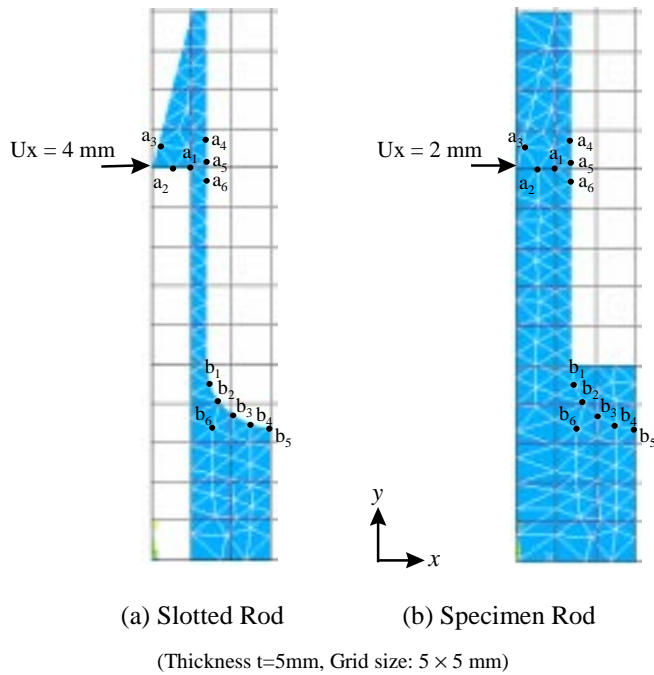 a₃
a₄
Ux = 4 mm
a₁
a₅
a₂
a₆
b₁
b₂
b₃
b₆
b₄
b₅
a₃
a₄
Ux = 2 mm
a₁
a₅
a₂
a₆
b₁
b₂
b₃
b₆
b₄
b₅
y
x
(a) Slotted Rod
(b) Specimen Rod
(Thickness t=5mm, Grid size: 5 × 5 mm)